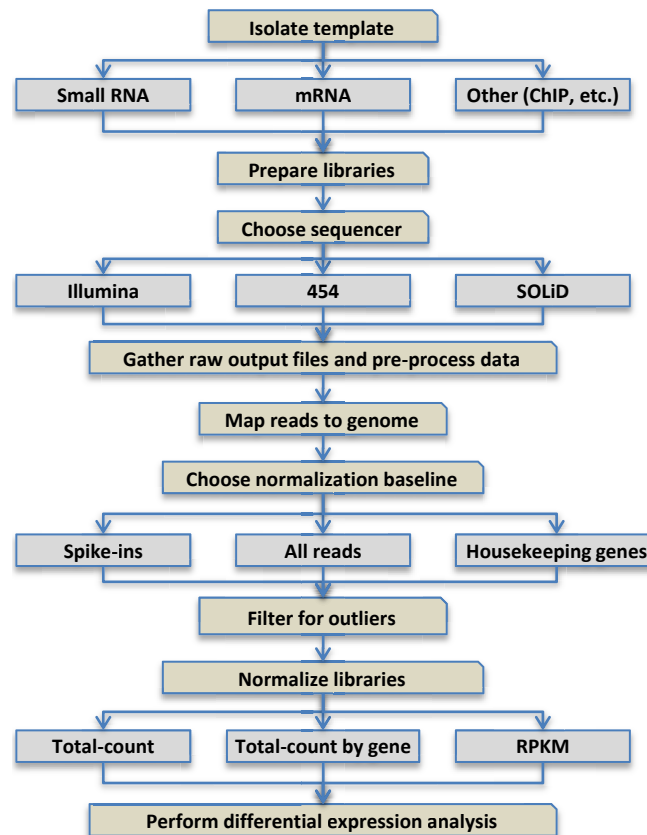 Isolate template
Small RNA
mRNA
Other (ChIP, etc.)
Prepare libraries
Choose sequencer
Illumina
454
SOLiD
Gather raw output files and pre-process data
Map reads to genome
Choose normalization baseline
Spike-ins
All reads
Housekeeping genes
Filter for outliers
Normalize libraries
Total-count
Total-count by gene
RPKM
Perform differential expression analysis